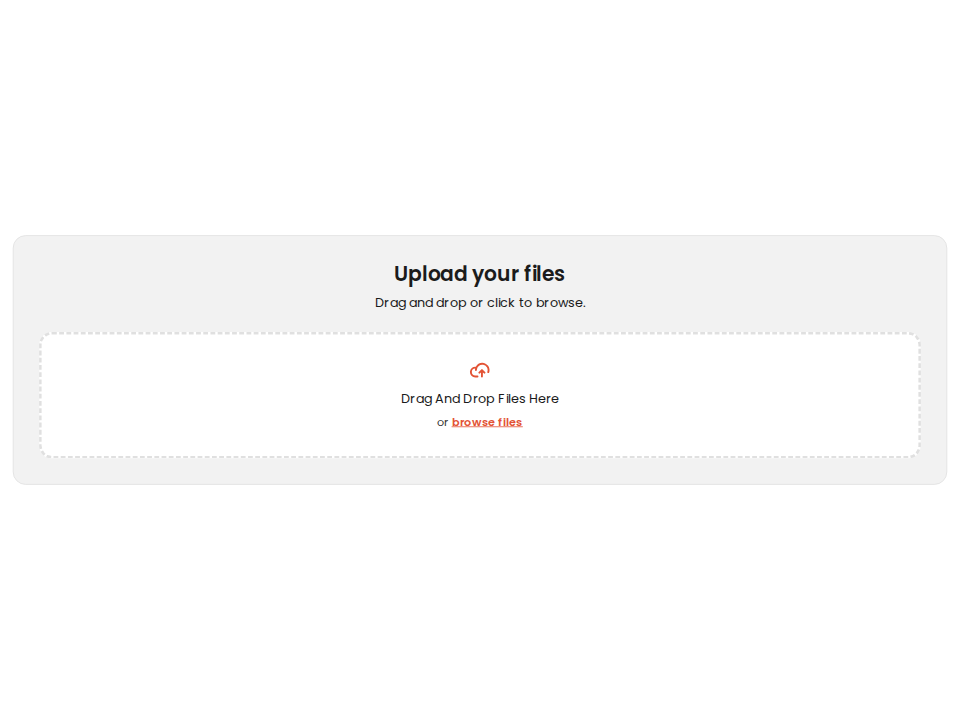 Upload your files
Drag and drop or click to browse.
Drag And Drop Files Here
or browse files